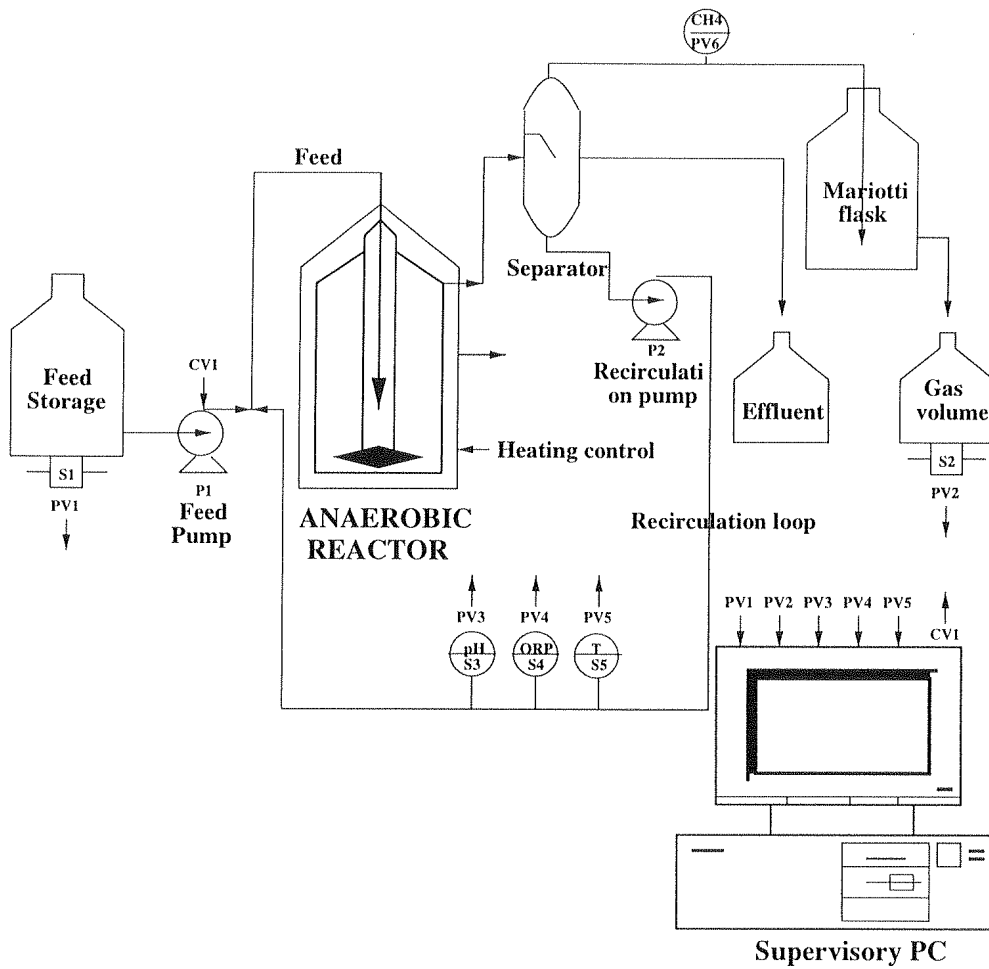 CH4
PV6
Feed
Mariotti
flask
Separator
P2
Recirculati
on pump
Feed
Storage
CV1
Effluent
Gas
volume
S1
PV1
P1
Feed
Pump
Heating control
S2
PV2
ANAEROBIC
REACTOR
Recirculation loop
PV3
PV4
PV5
pH
S3
ORP
S4
T
S5
PV1
PV2
PV3
PV4
PV5
CV1
Supervisory PC